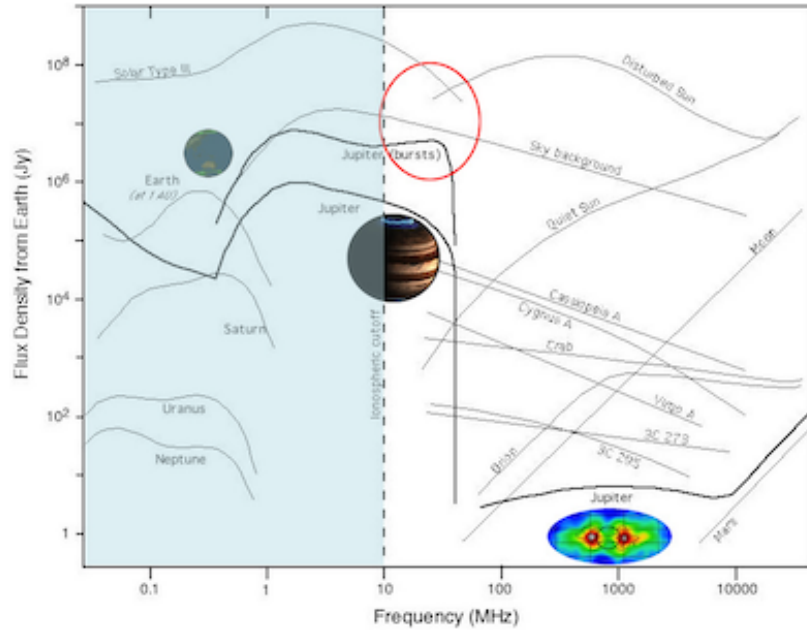 10⁸
10⁶
10⁴
10²
1
Flux Density from Earth (Jy)
Solar Type III
Disturbed Sun
Jupiter (bursts)
Sky background
Earth
(at 1 AU)
Jupiter
Quiet Sun
Moon
Cassiopeia A
Cygnus A
Saturn
Ionospheric cutoff
Crab
Uranus
Virgo A
3C 273
Neptune
Orion
3C 295
Jupiter
Mars
0.1
1
10
100
1000
10000
Frequency (MHz)